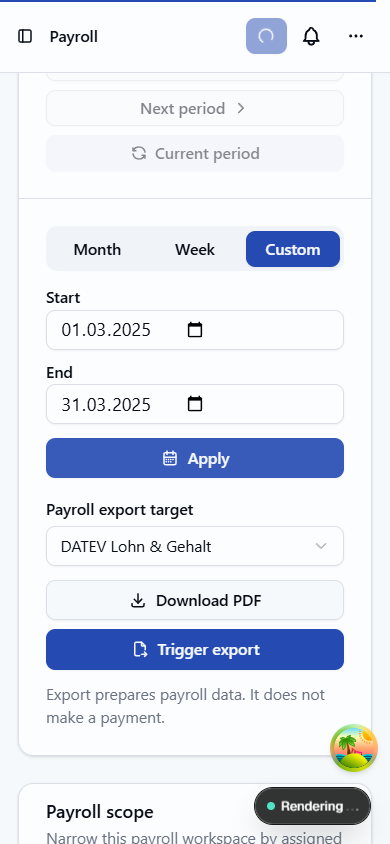 Payroll
Next period
Current period
Month Week Custom
Start
01.03.2025
End
31.03.2025
Apply
Payroll export target
DATEV Lohn & Gehalt
Download PDF
Trigger export
Export prepares payroll data. It does not
make a payment.
Payroll scope
Rendering ...
Narrow this payroll workspace by assigned